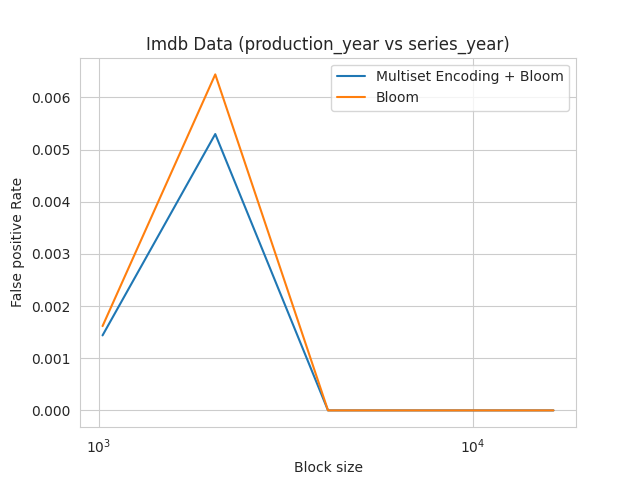 Imdb Data (production_year vs series_year)
Multiset Encoding + Bloom
Bloom
0.006
0.005
0.004
0.003
0.002
0.001
0.000
False positive Rate
10³
10⁴
Block size